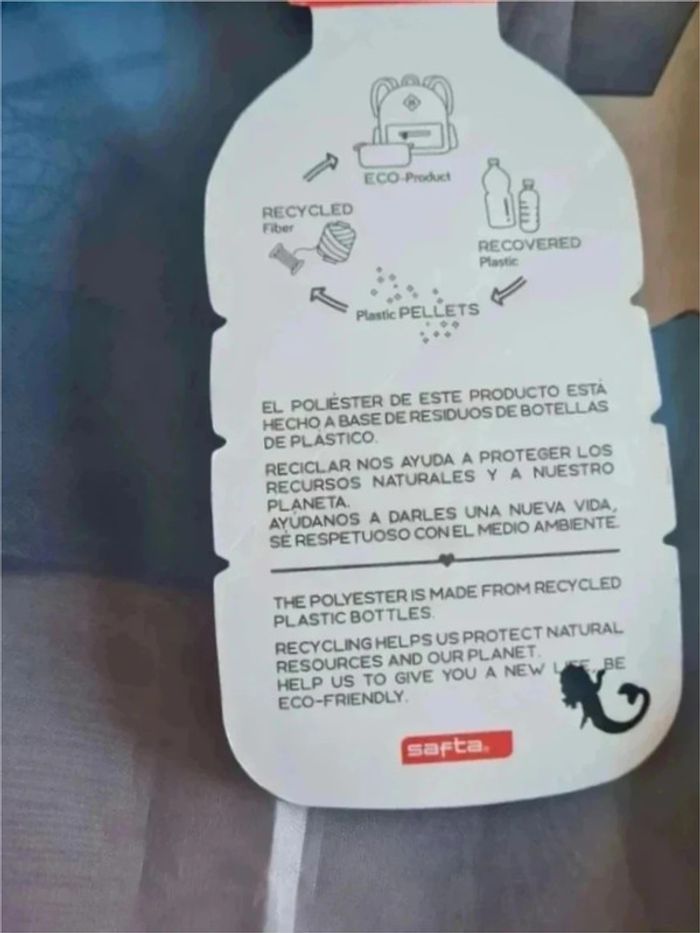 ECO-Product
RECYCLED
Fiber
RECOVERED
Plastic
Plastic PELLETS
EL POLIÉSTER DE ESTE PRODUCTO ESTÁ
HECHO A BASE DE RESIDUOS DE BOTELLAS
DE PLÁSTICO.
RECICLAR NOS AYUDA A PROTEGER LOS
RECURSOS NATURALES Y A NUESTRO
PLANETA.
AYÚDANOS A DARLES UNA NUEVA VIDA,
SÉ RESPETUOSO CON EL MEDIO AMBIENTE.
THE POLYESTER IS MADE FROM RECYCLED
PLASTIC BOTTLES.
RECYCLING HELPS US PROTECT NATURAL
RESOURCES AND OUR PLANET.
HELP US TO GIVE YOU A NEW BE
ECO-FRIENDLY.
safta